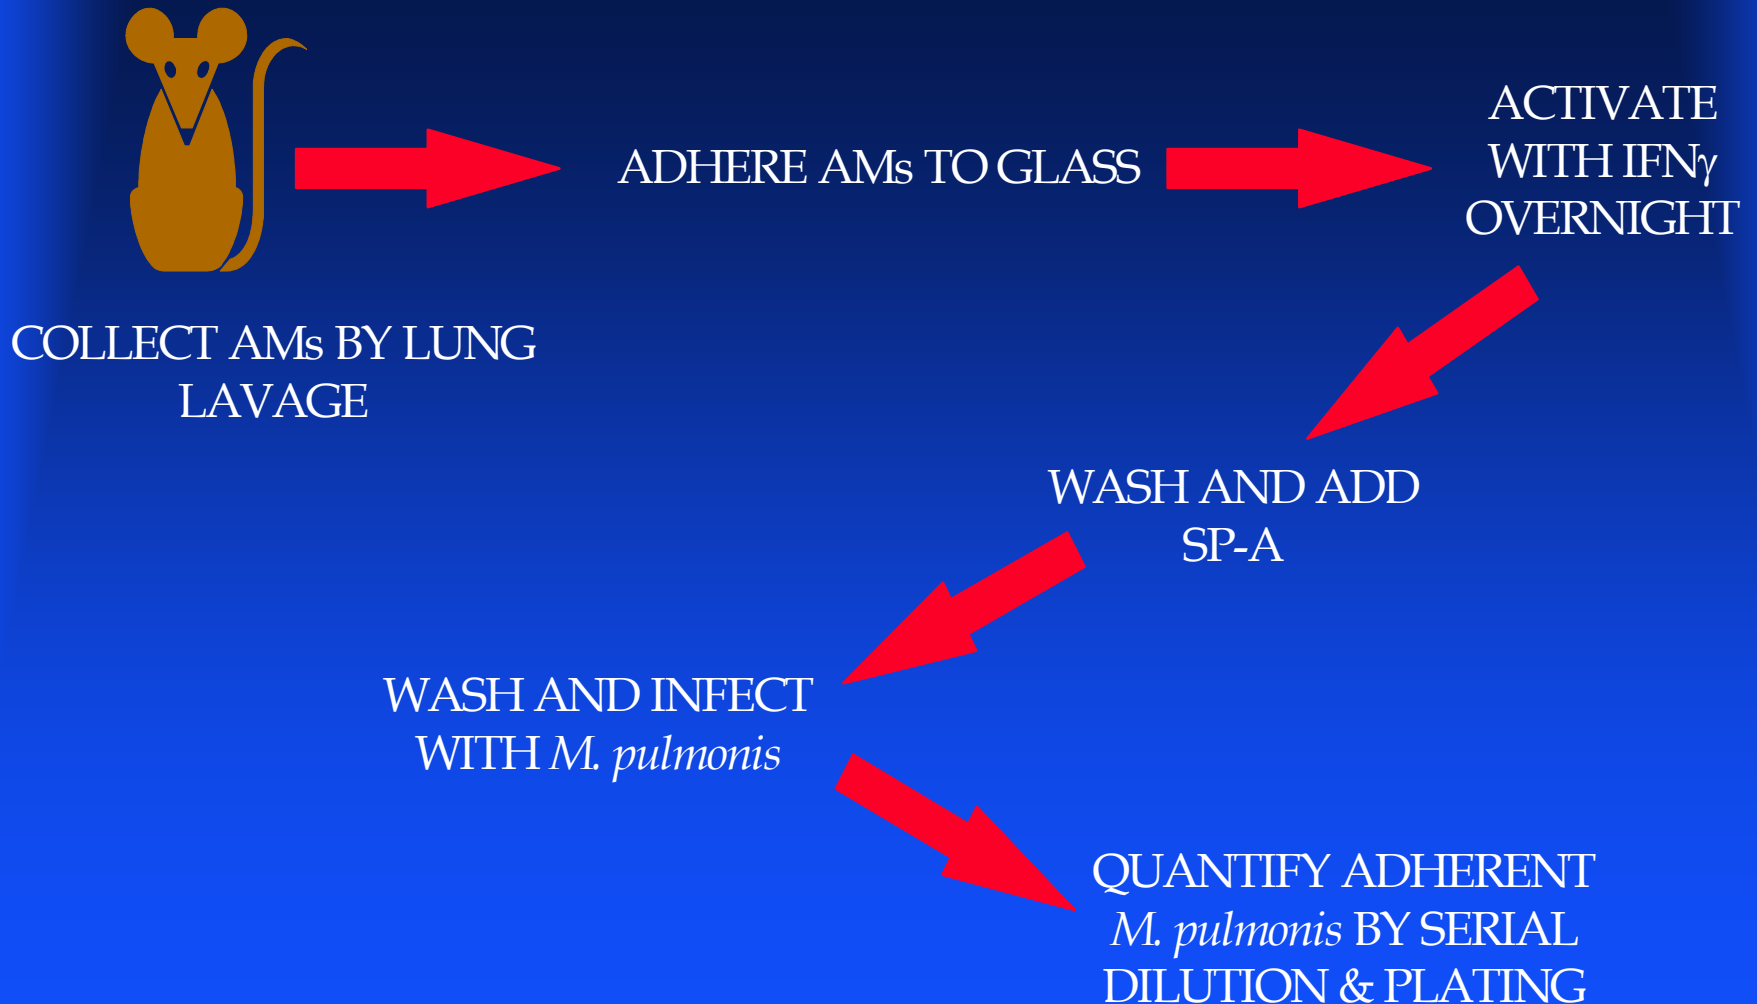 COLLECT AMs BY LUNG
LAVAGE
ADHERE AMs TO GLASS
ACTIVATE
WITH IFNγ
OVERNIGHT
WASH AND ADD
SP-A
WASH AND INFECT
WITH M. pulmonis
QUANTIFY ADHERENT
M. pulmonis BY SERIAL
DILUTION & PLATING